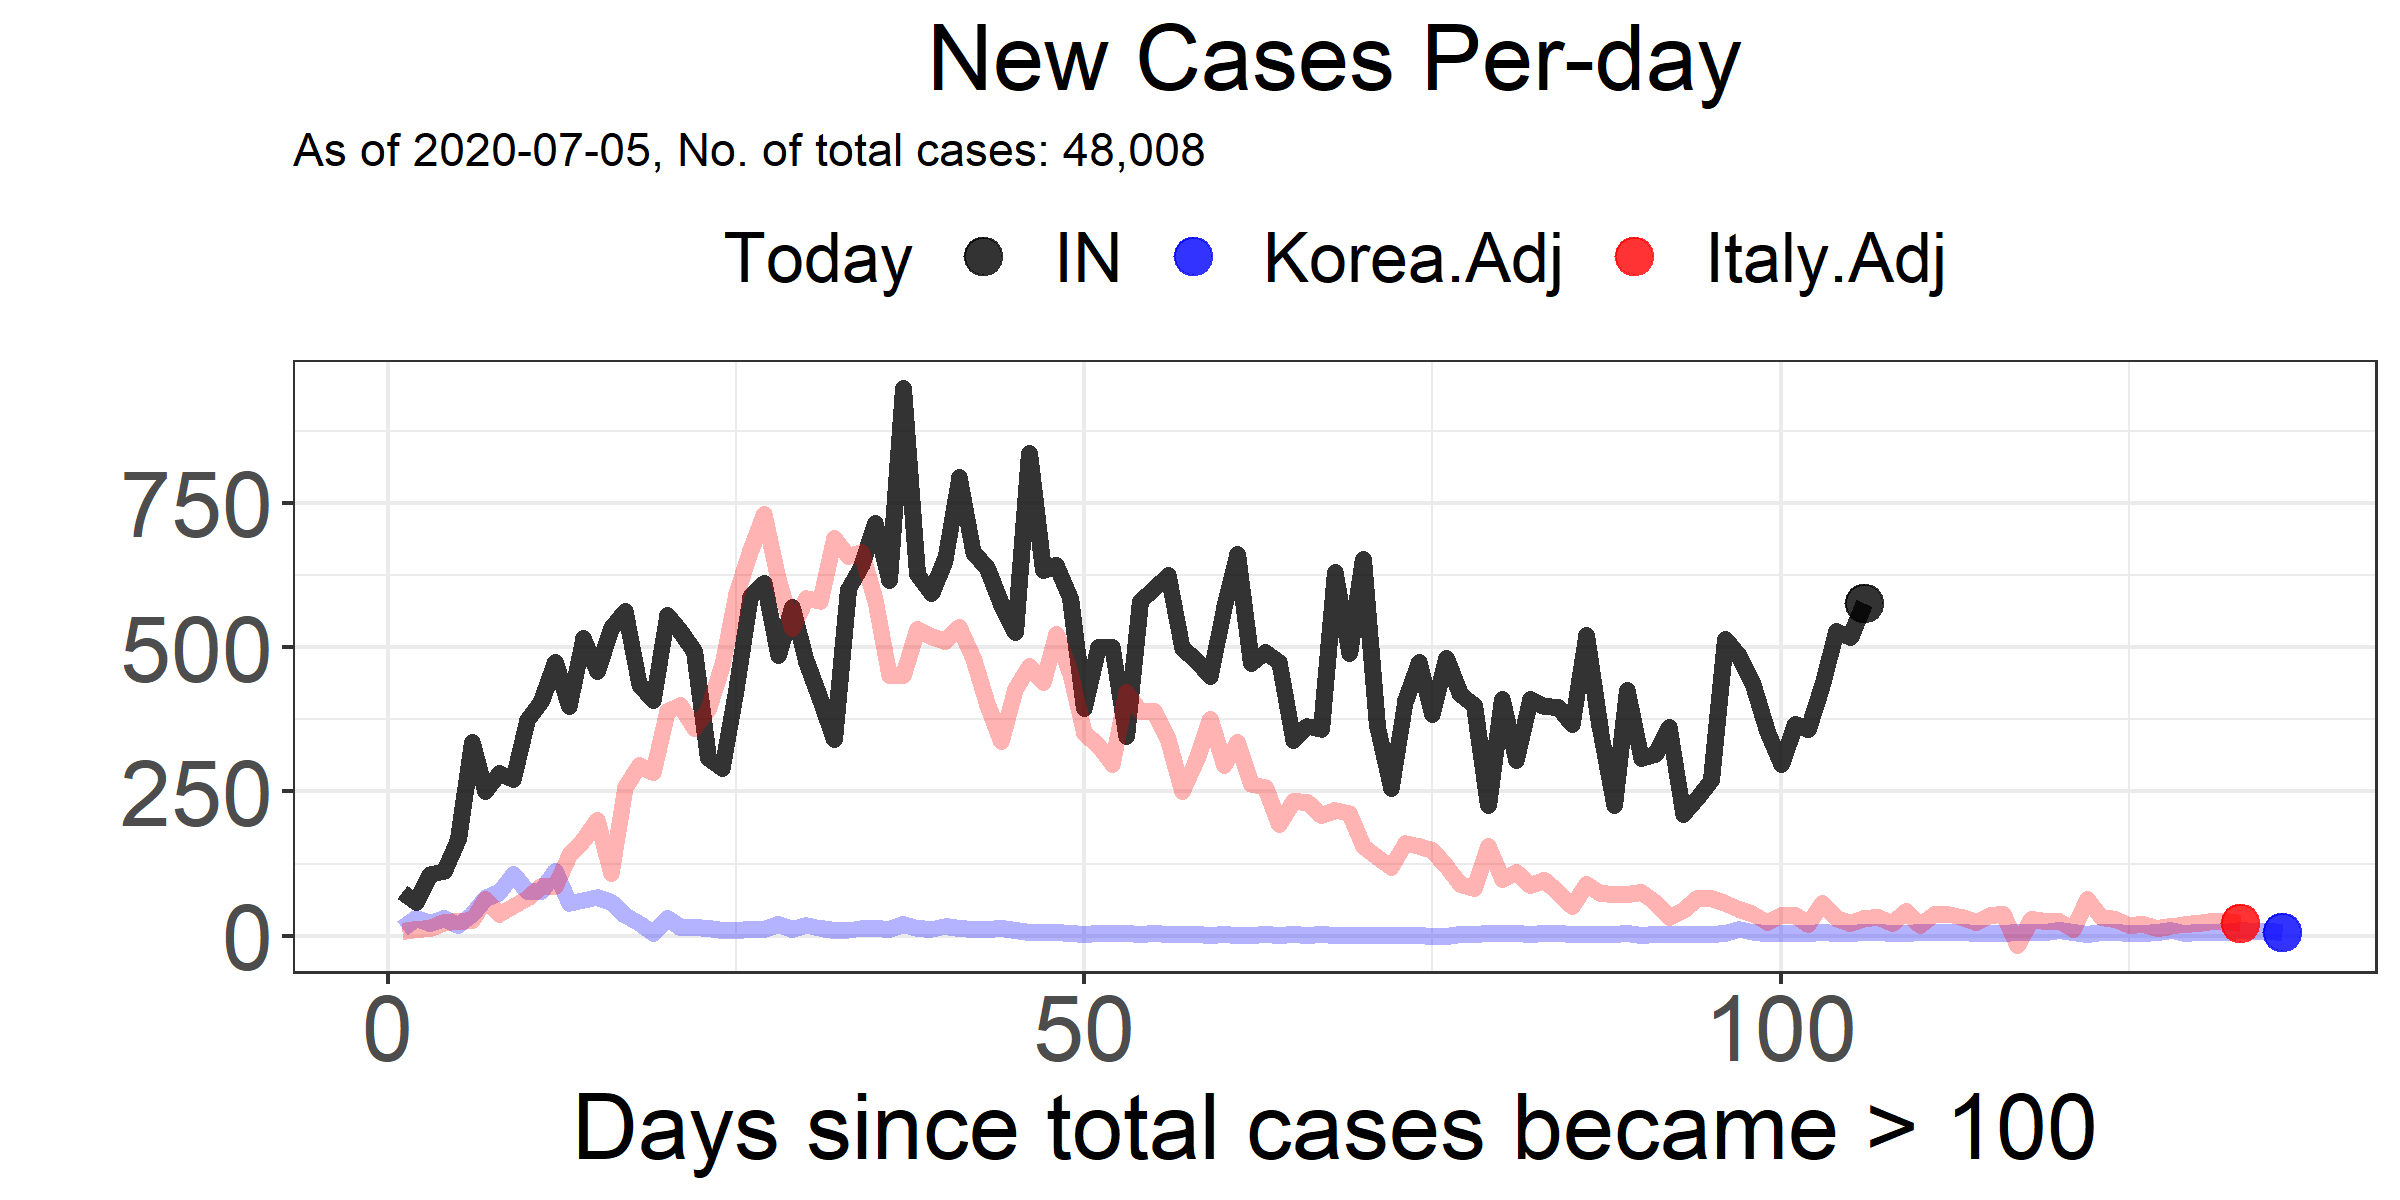 New Cases Per-day
As of 2020-07-05, No. of total cases: 48,008
Today IN Korea.Adj Italy.Adj
750
500
250
0
0 50 100
Days since total cases became > 100